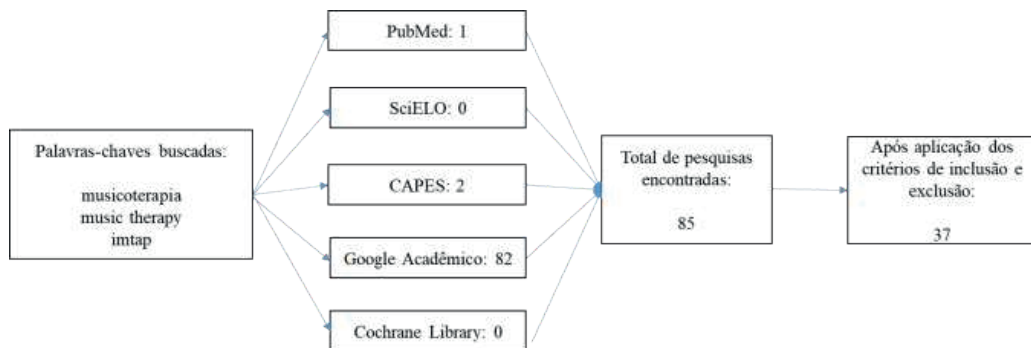 Palavras-chaves buscadas:
musicoterapia
music therapy
imtap
PubMed: 1
SciELO: 0
CAPES: 2
Google Acadêmico: 82
Cochrane Library: 0
Total de pesquisas
encontradas:
85
Após aplicação dos
critérios de inclusão e
exclusão:
37